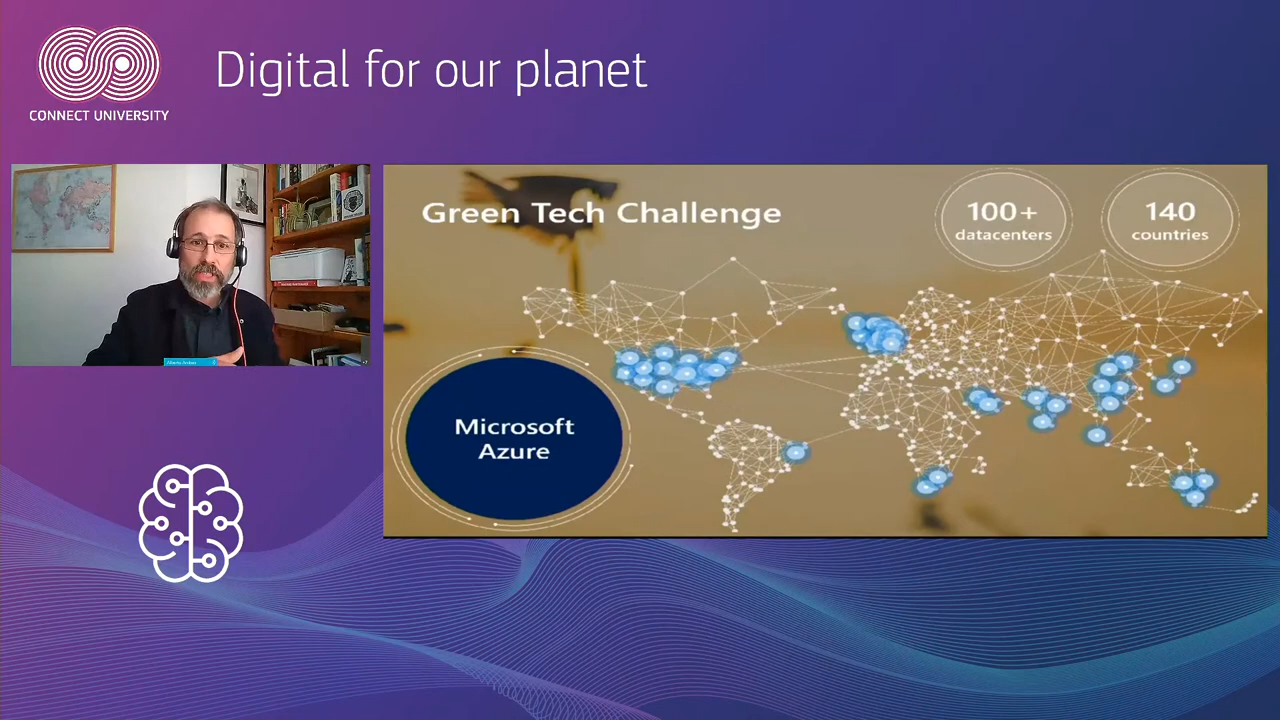 Digital for our planet
CONNECT UNIVERSITY
Green Tech Challenge
100+
datacenters
140
countries
Microsoft
Azure